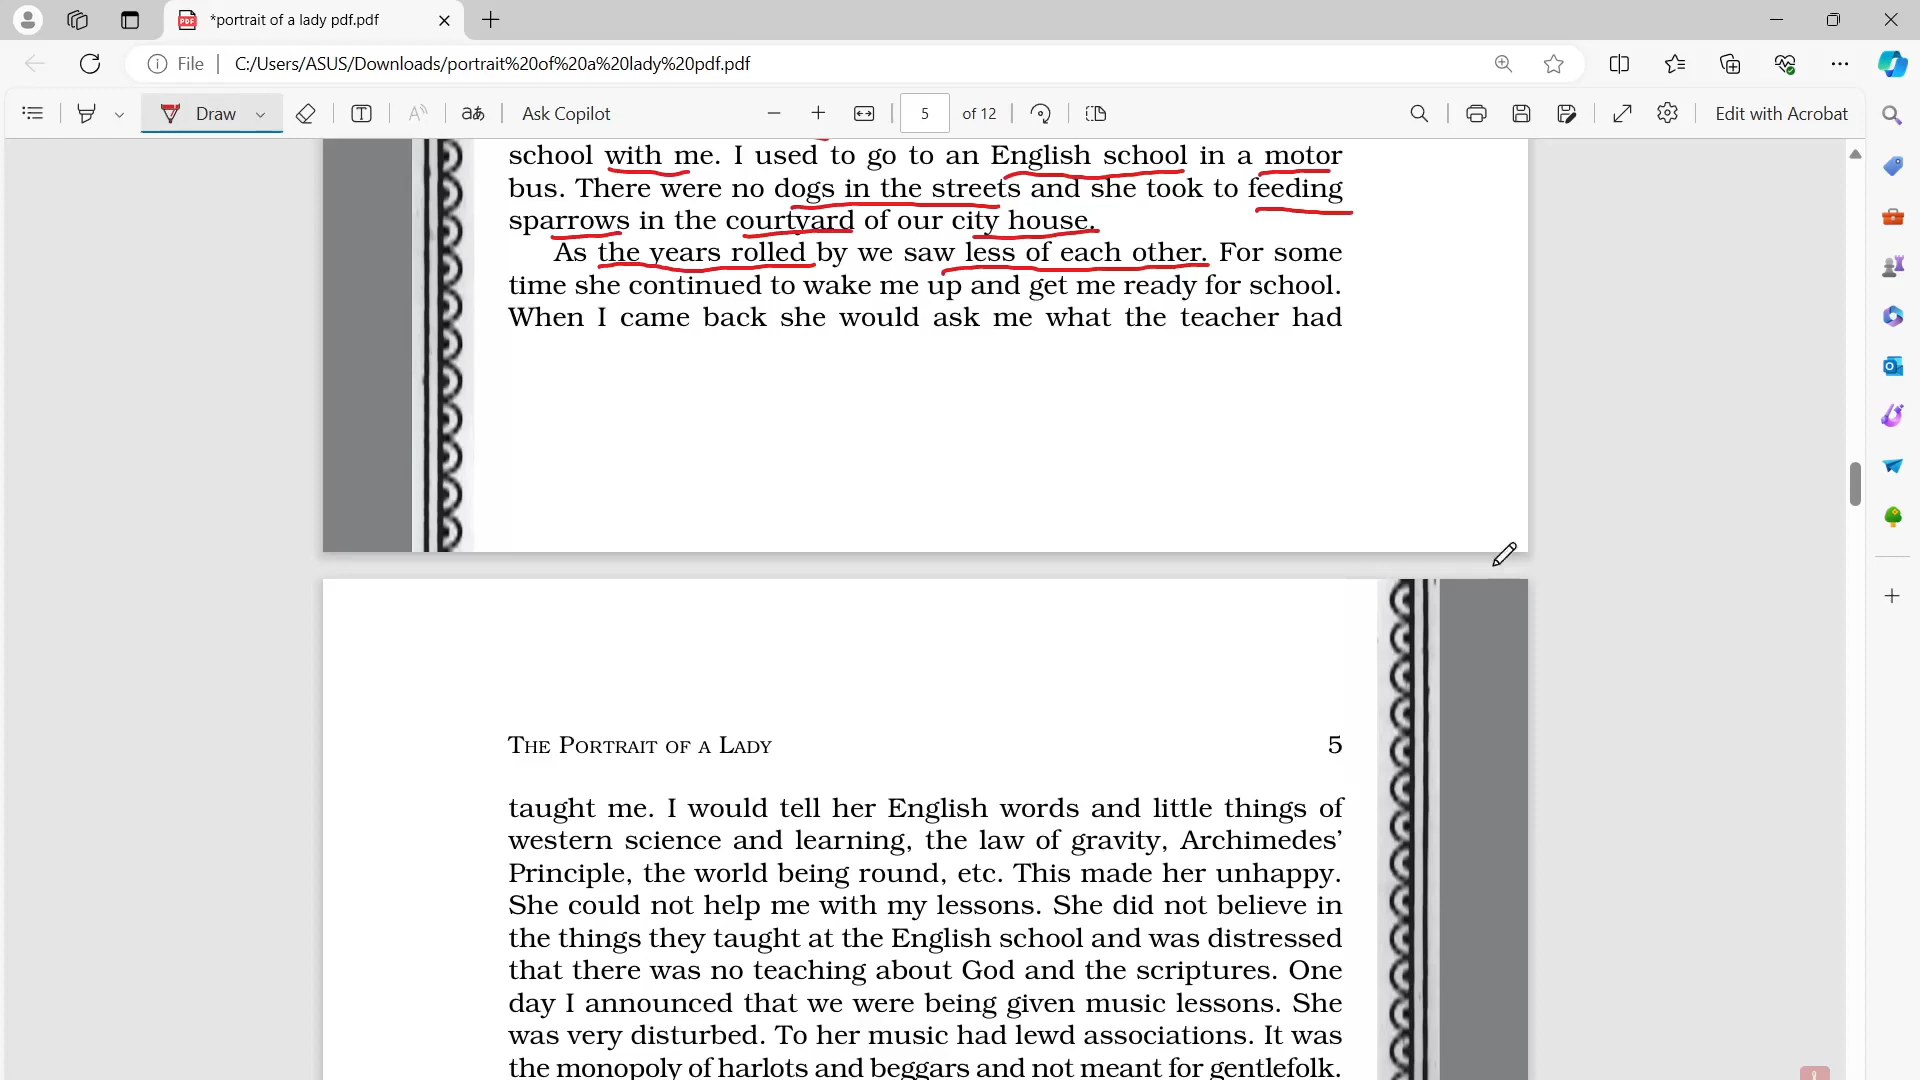 *portrait of a lady pdf.pdf
File C:/Users/ASUS/Downloads/portrait%20of%20a%20lady%20pdf.pdf
Draw aあ Ask Copilot 5 of 12 Edit with Acrobat
school with me. I used to go to an English school in a motor
bus. There were no dogs in the streets and she took to feeding
sparrows in the courtyard of our city house.
As the years rolled by we saw less of each other. For some
time she continued to wake me up and get me ready for school.
When I came back she would ask me what the teacher had
THE PORTRAIT OF A LADY 5
taught me. I would tell her English words and little things of
western science and learning, the law of gravity, Archimedes’
Principle, the world being round, etc. This made her unhappy.
She could not help me with my lessons. She did not believe in
the things they taught at the English school and was distressed
that there was no teaching about God and the scriptures. One
day I announced that we were being given music lessons. She
was very disturbed. To her music had lewd associations. It was
the monopoly of harlots and beggars and not meant for gentlefolk.